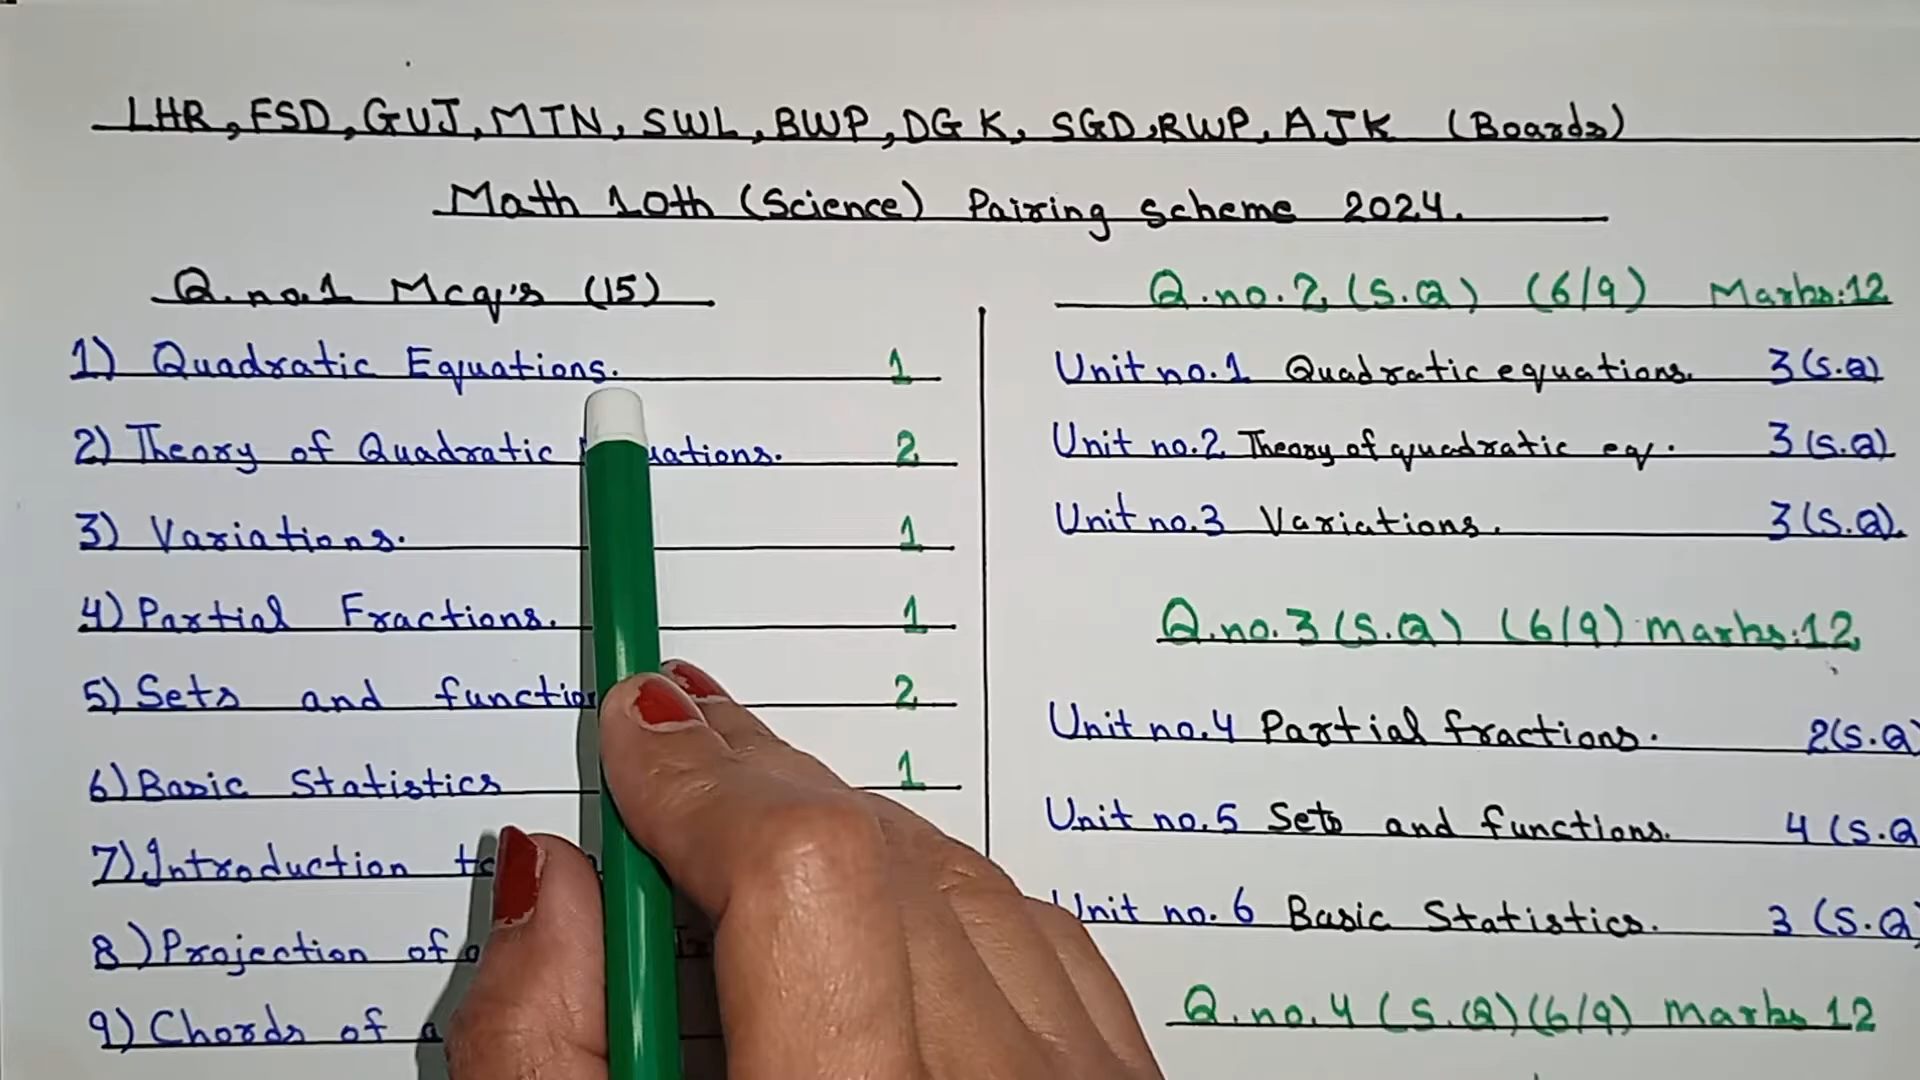 LHR, FSD, GUJ, MTN, SWL, BWP, DGK, SGD, RWP, AJK (Boards)
Math 10th (Science) Pairing Scheme 2024.
Q.no.1 Mcq's (15)
1) Quadratic Equations. 1
2) Theory of Quadratic 2
3) Variations. 1
4) Partial Fractions. 1
5) Sets and 2
6) Basic Statistics 1
7) Introduction
8) Projection of
9) Chords of a
Q.no.2 (S.Q) (6/9) Marks:12
Unit no.1 Quadratic equations. 3(S.Q)
Unit no.2 Theory of quadratic eq. 3(S.Q)
Unit no.3 Variations. 3(S.Q).
Q.no.3 (S.Q) (6/9) marks:12
Unit no.4 Partial fractions. 2(S.Q)
Unit no.5 Sets and functions. 4(S.Q
Unit no.6 Basic Statistics. 3(S.Q)
Q.no.4 (S.Q)(6/9) marks 12